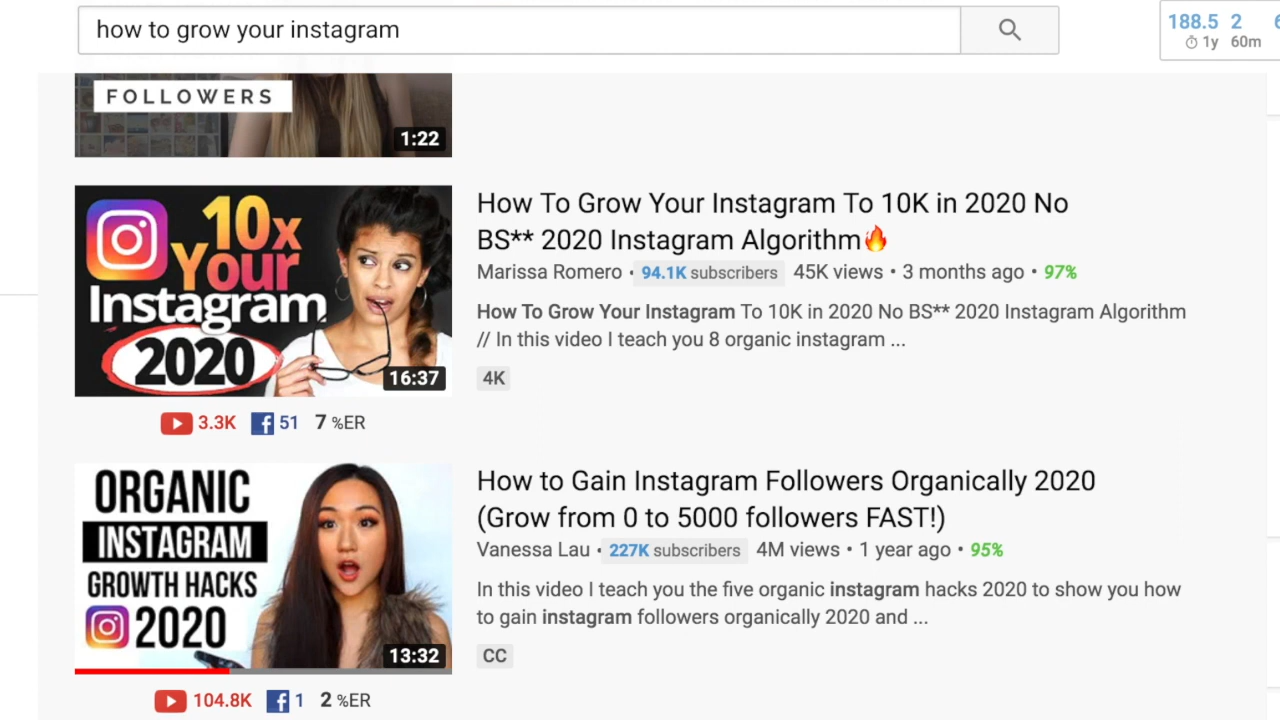 how to grow your instagram
188.5 2
1y 60m
FOLLOWERS
1:22
10x
Your
Instagram
2020
16:37
How To Grow Your Instagram To 10K in 2020 No
BS** 2020 Instagram Algorithm🔥
Marissa Romero • 94.1K subscribers 45K views • 3 months ago • 97%
How To Grow Your Instagram To 10K in 2020 No BS** 2020 Instagram Algorithm
// In this video I teach you 8 organic instagram ...
4K
3.3K 51 7 %ER
ORGANIC
INSTAGRAM
GROWTH HACKS
2020
13:32
How to Gain Instagram Followers Organically 2020
(Grow from 0 to 5000 followers FAST!)
Vanessa Lau • 227K subscribers 4M views • 1 year ago • 95%
In this video I teach you the five organic instagram hacks 2020 to show you how
to gain instagram followers organically 2020 and ...
CC
104.8K 1 2 %ER